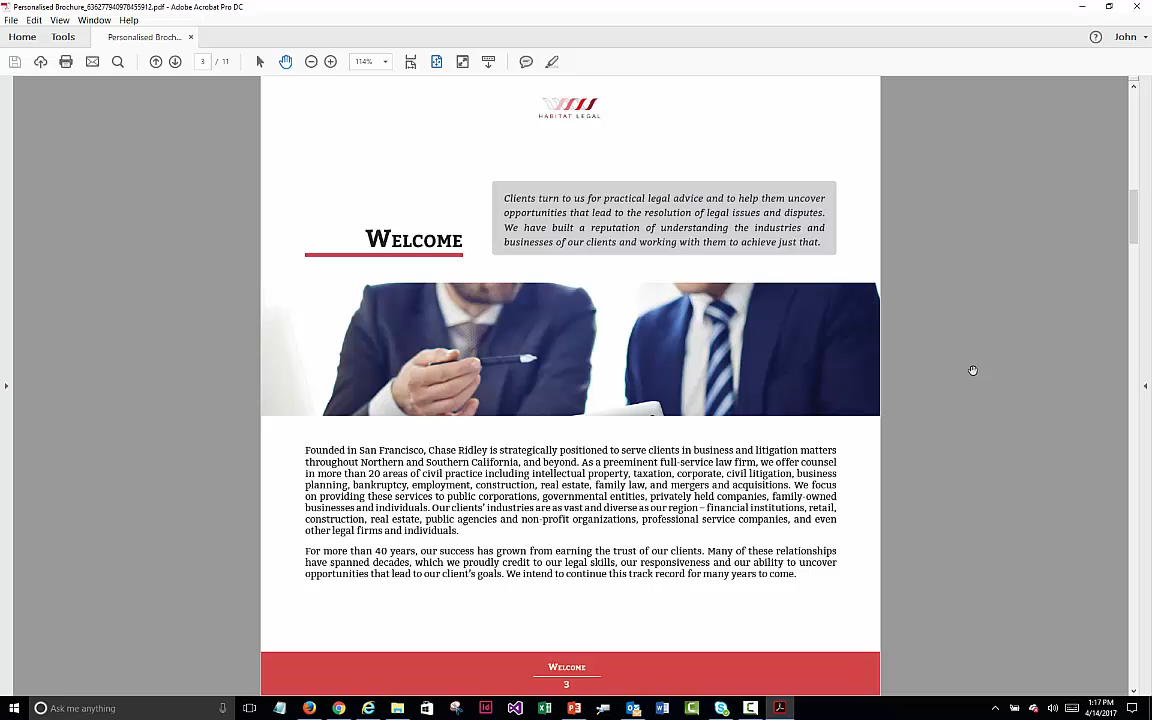 Personalised Brochure_636277940978455912.pdf - Adobe Acrobat Pro DC
File Edit View Window Help
Home Tools Personalised Broch... ×
? John
3 / 11 114%
HABITAT LEGAL
Clients turn to us for practical legal advice and to help them uncover
opportunities that lead to the resolution of legal issues and disputes.
We have built a reputation of understanding the industries and
businesses of our clients and working with them to achieve just that.
WELCOME
Founded in San Francisco, Chase Ridley is strategically positioned to serve clients in business and litigation matters
throughout Northern and Southern California, and beyond. As a preeminent full-service law firm, we offer counsel
in more than 20 areas of civil practice including intellectual property, taxation, corporate, civil litigation, business
planning, bankruptcy, employment, construction, real estate, family law, and mergers and acquisitions. We focus
on providing these services to public corporations, governmental entities, privately held companies, family-owned
businesses and individuals. Our clients' industries are as vast and diverse as our region – financial institutions, retail,
construction, real estate, public agencies and non-profit organizations, professional service companies, and even
other legal firms and individuals.
For more than 40 years, our success has grown from earning the trust of our clients. Many of these relationships
have spanned decades, which we proudly credit to our legal skills, our responsiveness and our ability to uncover
opportunities that lead to our client's goals. We intend to continue this track record for many years to come.
WELCOME
3
Ask me anything
1:17 PM
4/14/2017